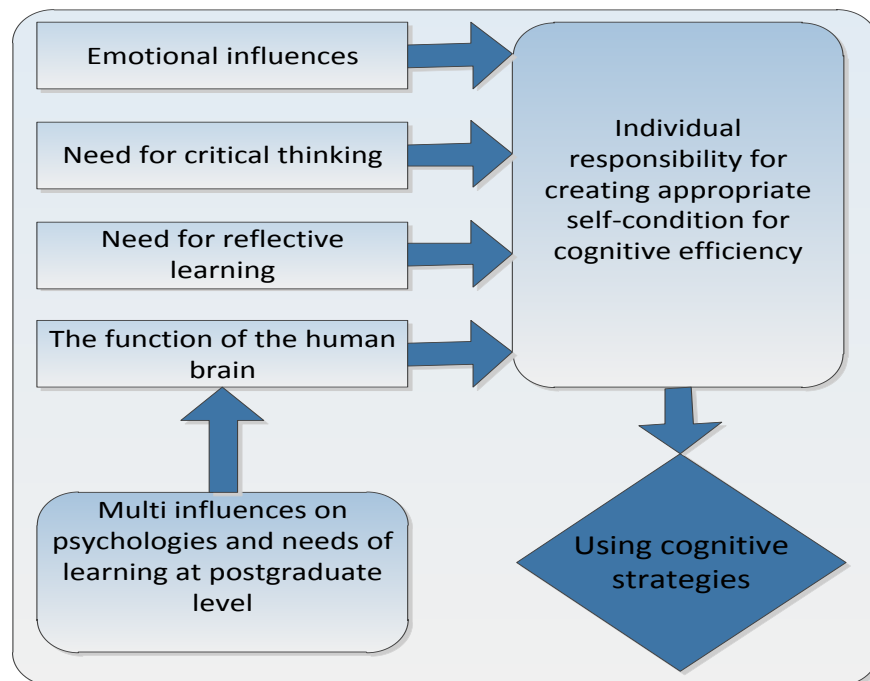 Emotional influences
Need for critical thinking
Need for reflective
learning
The function of the human
brain
Multi influences on
psychologies and needs of
learning at postgraduate
level
Individual
responsibility for
creating appropriate
self-condition for
cognitive efficiency
Using cognitive
strategies